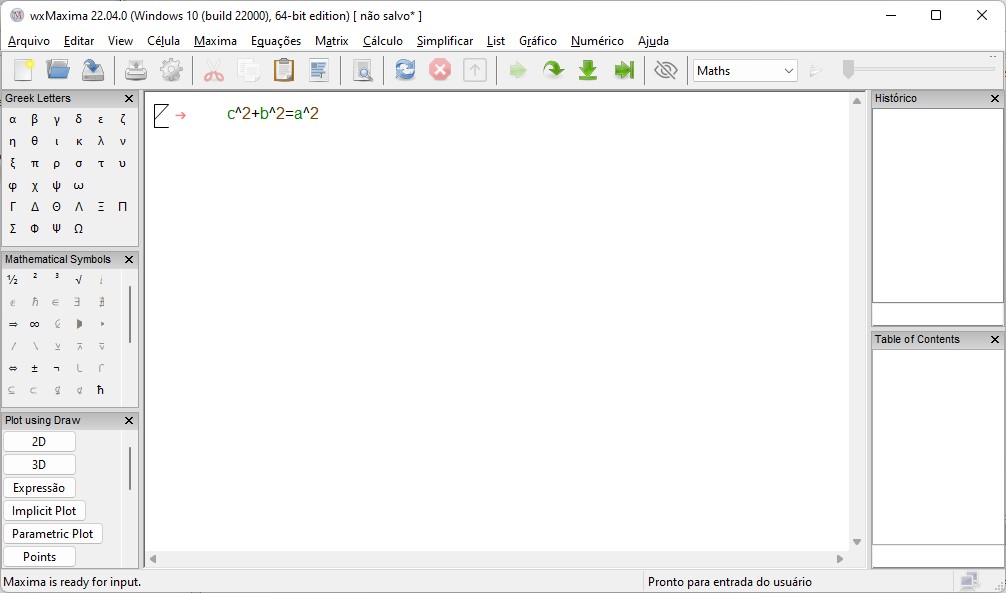 wxMaxima 22.04.0 (Windows 10 (build 22000), 64-bit edition) [ não salvo* ]
Arquivo Editar View Célula Maxima Equações Matrix Cálculo Simplificar List Gráfico Numérico Ajuda
Maths
Greek Letters
α β γ δ ε ζ
η θ ι κ λ ν
ξ π ρ σ τ υ
φ χ ψ ω
Γ Δ Θ Λ Ξ Π
Σ Φ Ψ Ω
Mathematical Symbols
½ ² ³ √
ℏ ∈ ∃ ∄
⇒ ∞
⇔ ± ¬
ħ
Plot using Draw
2D
3D
Expressão
Implicit Plot
Parametric Plot
Points
c^2+b^2=a^2
Histórico
Table of Contents
Maxima is ready for input.
Pronto para entrada do usuário